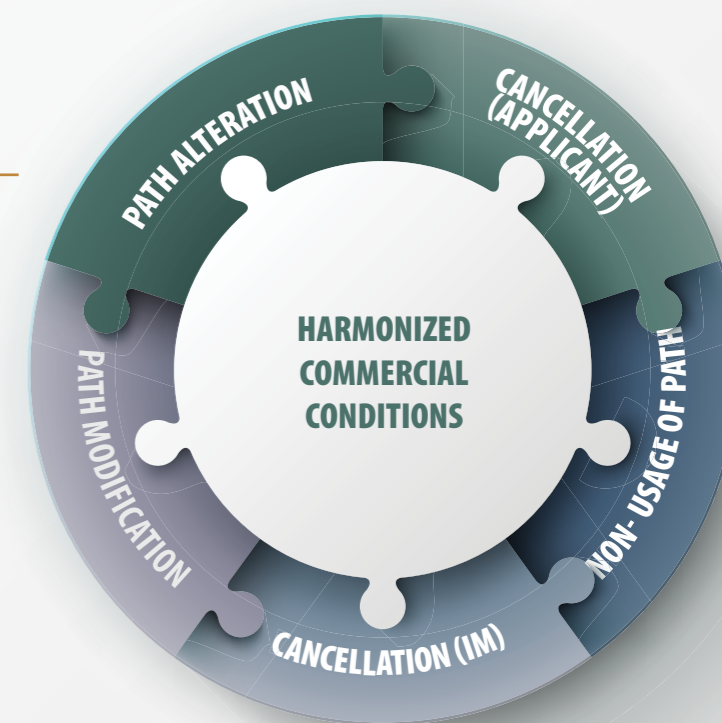 PATH ALTERATION
CANCELLATION
(APPLICANT)
NON- USAGE OF PATH
CANCELLATION (IM)
PATH MODIFICATION
HARMONIZED
COMMERCIAL
CONDITIONS